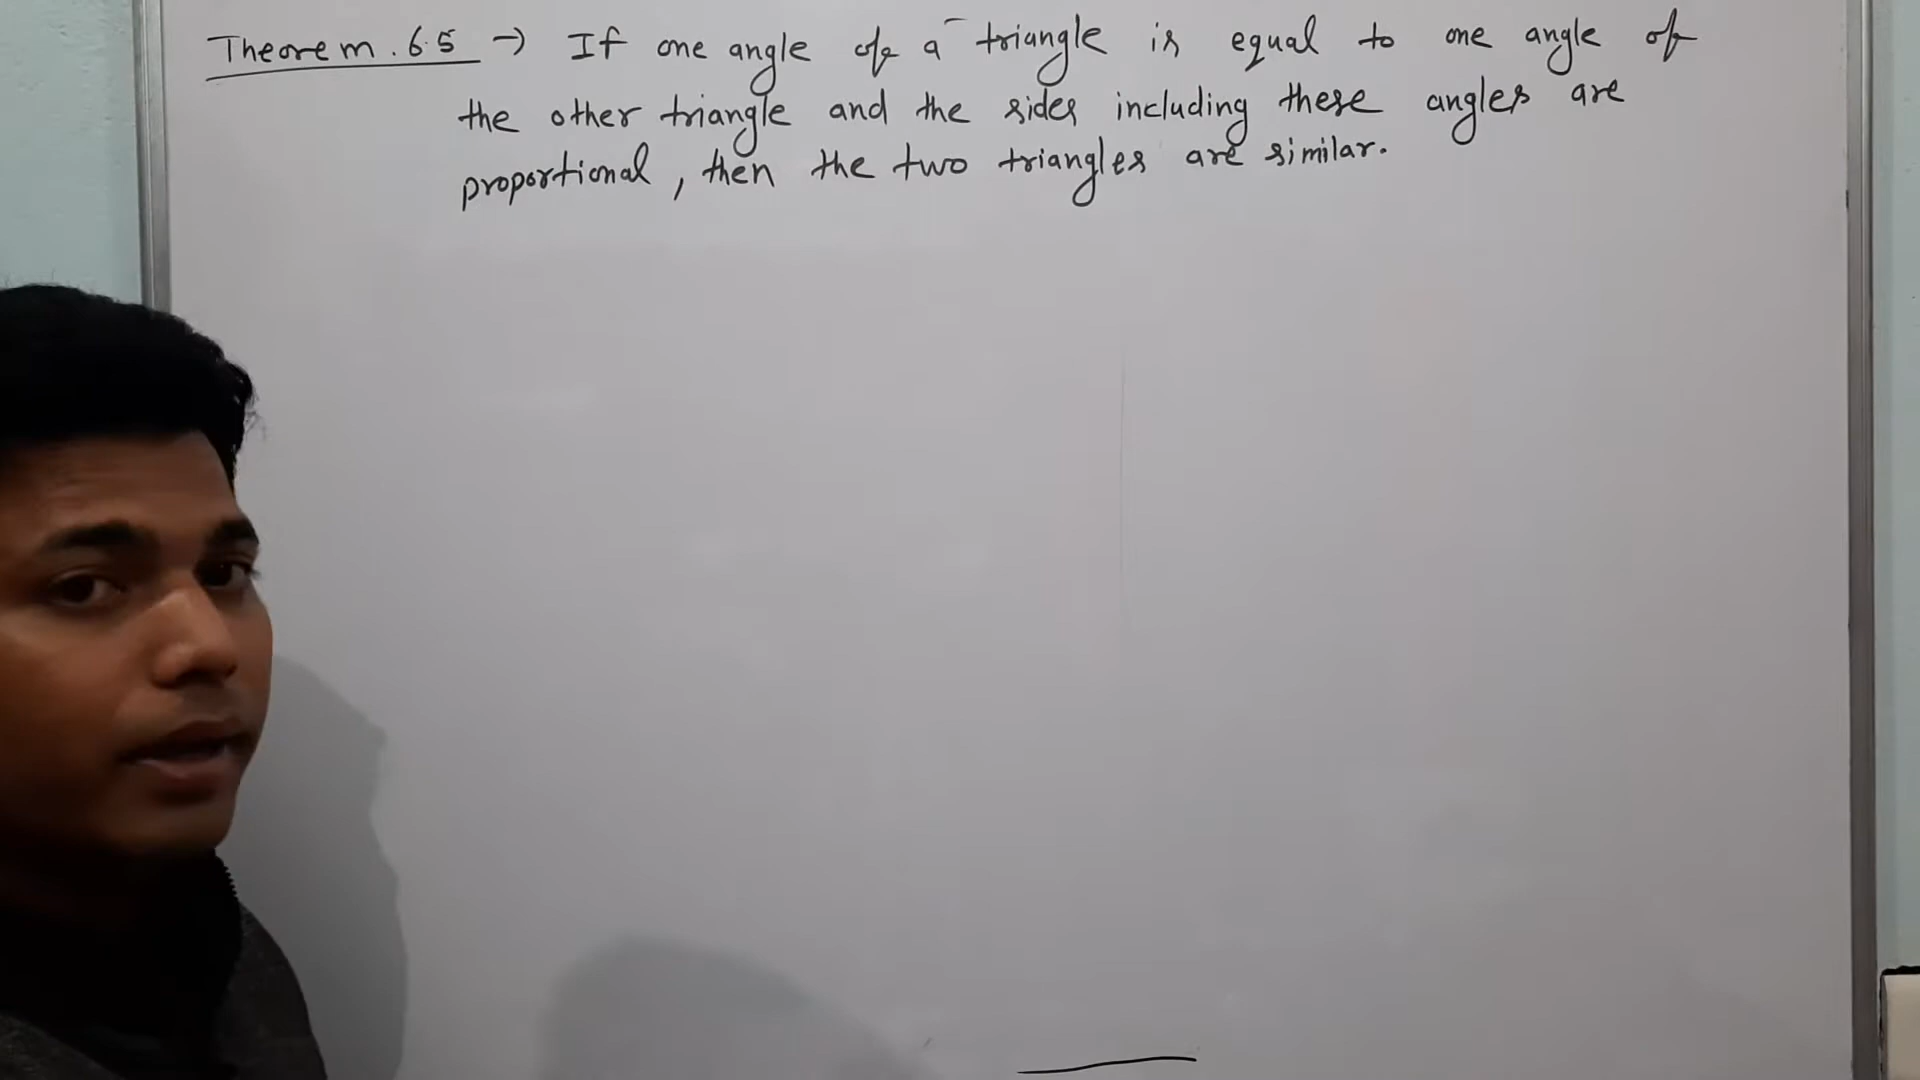 Theorem. 6.5 → If one angle of a triangle is equal to one angle of
the other triangle and the sides including these angles are
proportional, then the two triangles are similar.